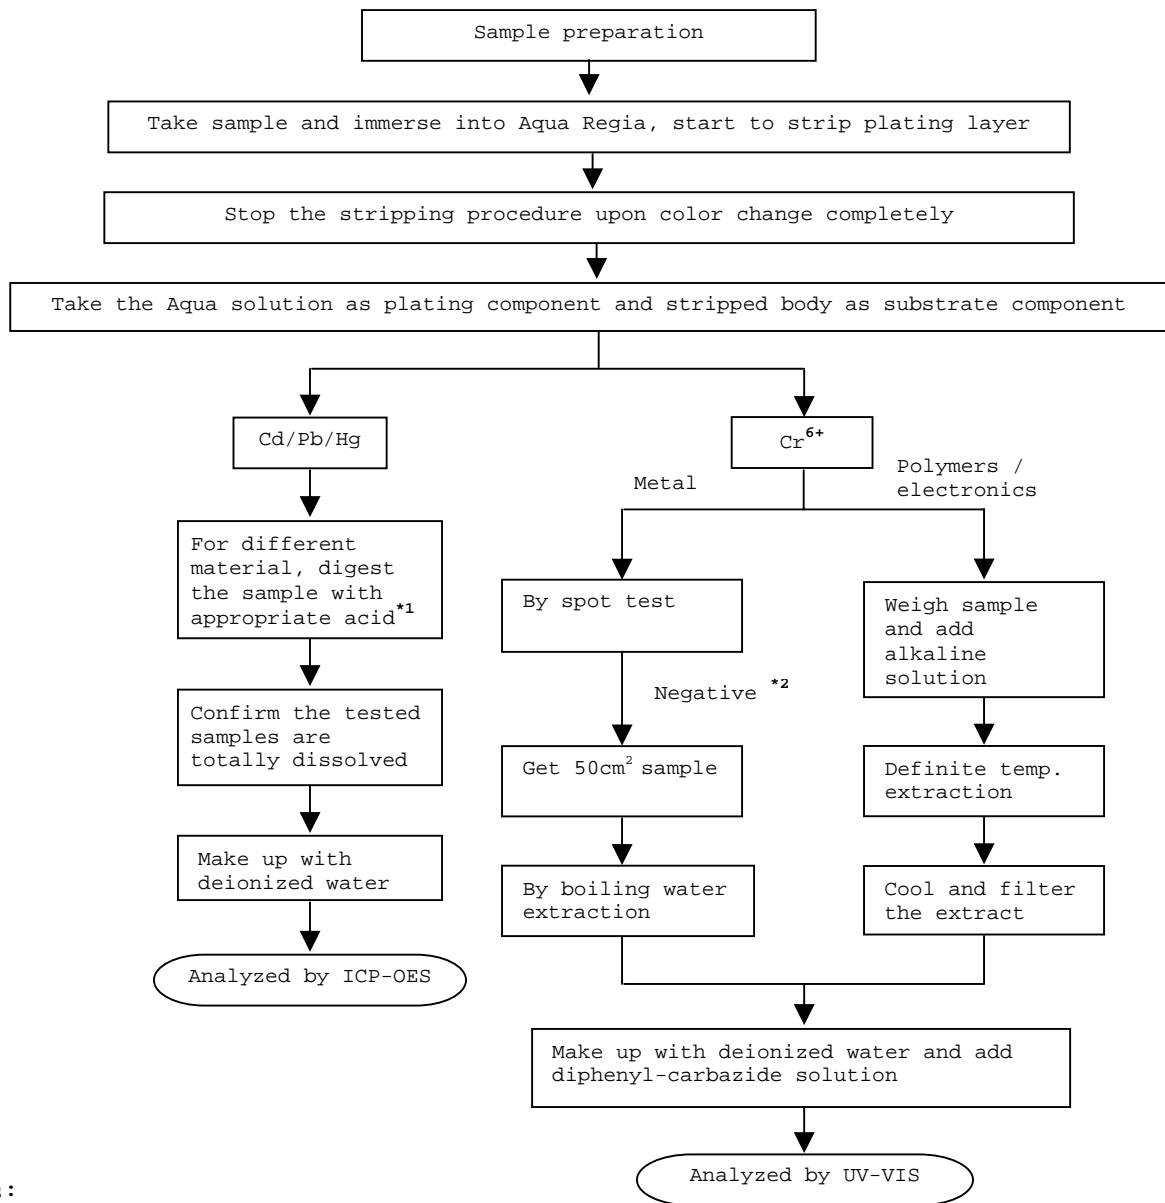 Sample preparation
Take sample and immerse into Aqua Regia, start to strip plating layer
Stop the stripping procedure upon color change completely
Take the Aqua solution as plating component and stripped body as substrate component
Cd/Pb/Hg
Cr6+
Metal
Polymers /
electronics
For different
material, digest
the sample with
appropriate acid*1
By spot test
Weigh sample
and add
alkaline
solution
Negative *2
Confirm the tested
samples are
totally dissolved
Get 50cm2 sample
Definite temp.
extraction
Make up with
deionized water
By boiling water
extraction
Cool and filter
the extract
Analyzed by ICP-OES
Make up with deionized water and add
diphenyl-carbazide solution
Analyzed by UV-VIS